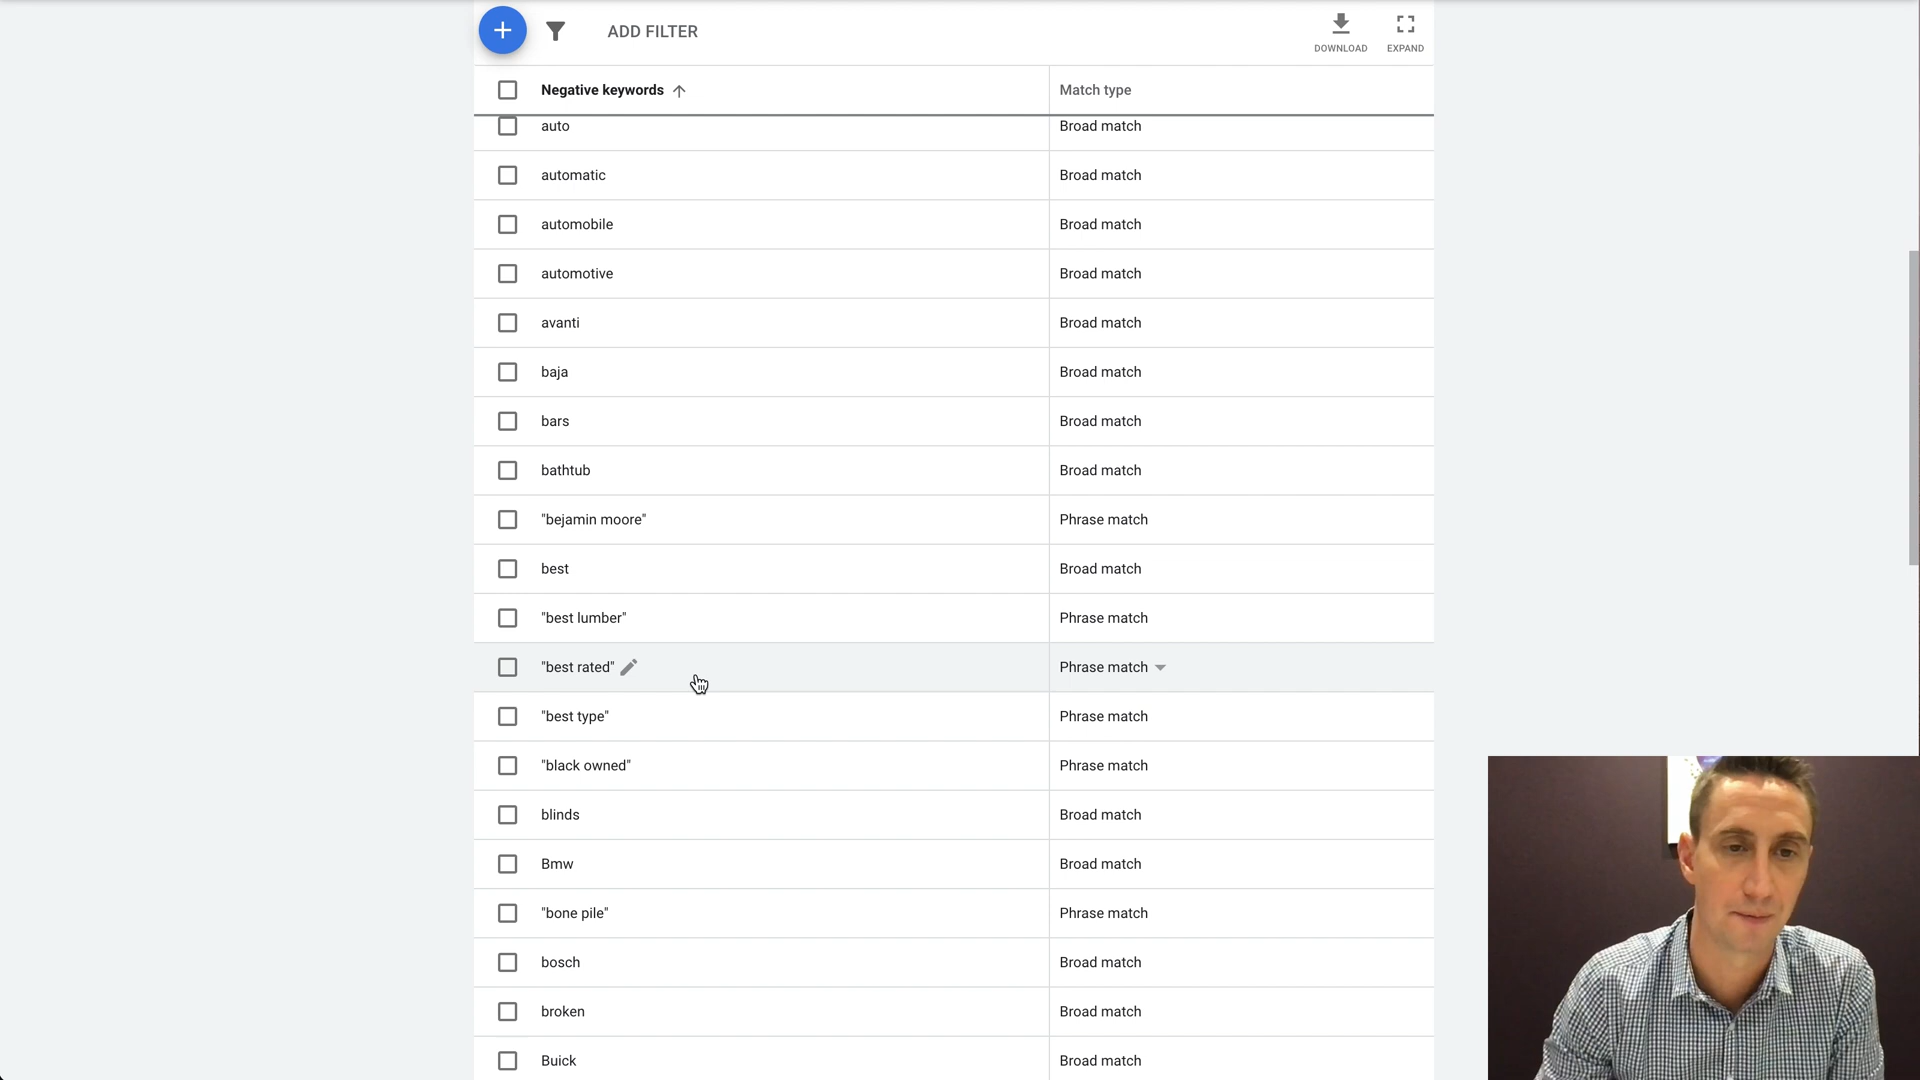 ADD FILTER
DOWNLOAD
EXPAND
Negative keywords
Match type
auto
Broad match
automatic
Broad match
automobile
Broad match
automotive
Broad match
avanti
Broad match
baja
Broad match
bars
Broad match
bathtub
Broad match
"bejamin moore"
Phrase match
best
Broad match
"best lumber"
Phrase match
"best rated"
Phrase match
"best type"
Phrase match
"black owned"
Phrase match
blinds
Broad match
Bmw
Broad match
"bone pile"
Phrase match
bosch
Broad match
broken
Broad match
Buick
Broad match